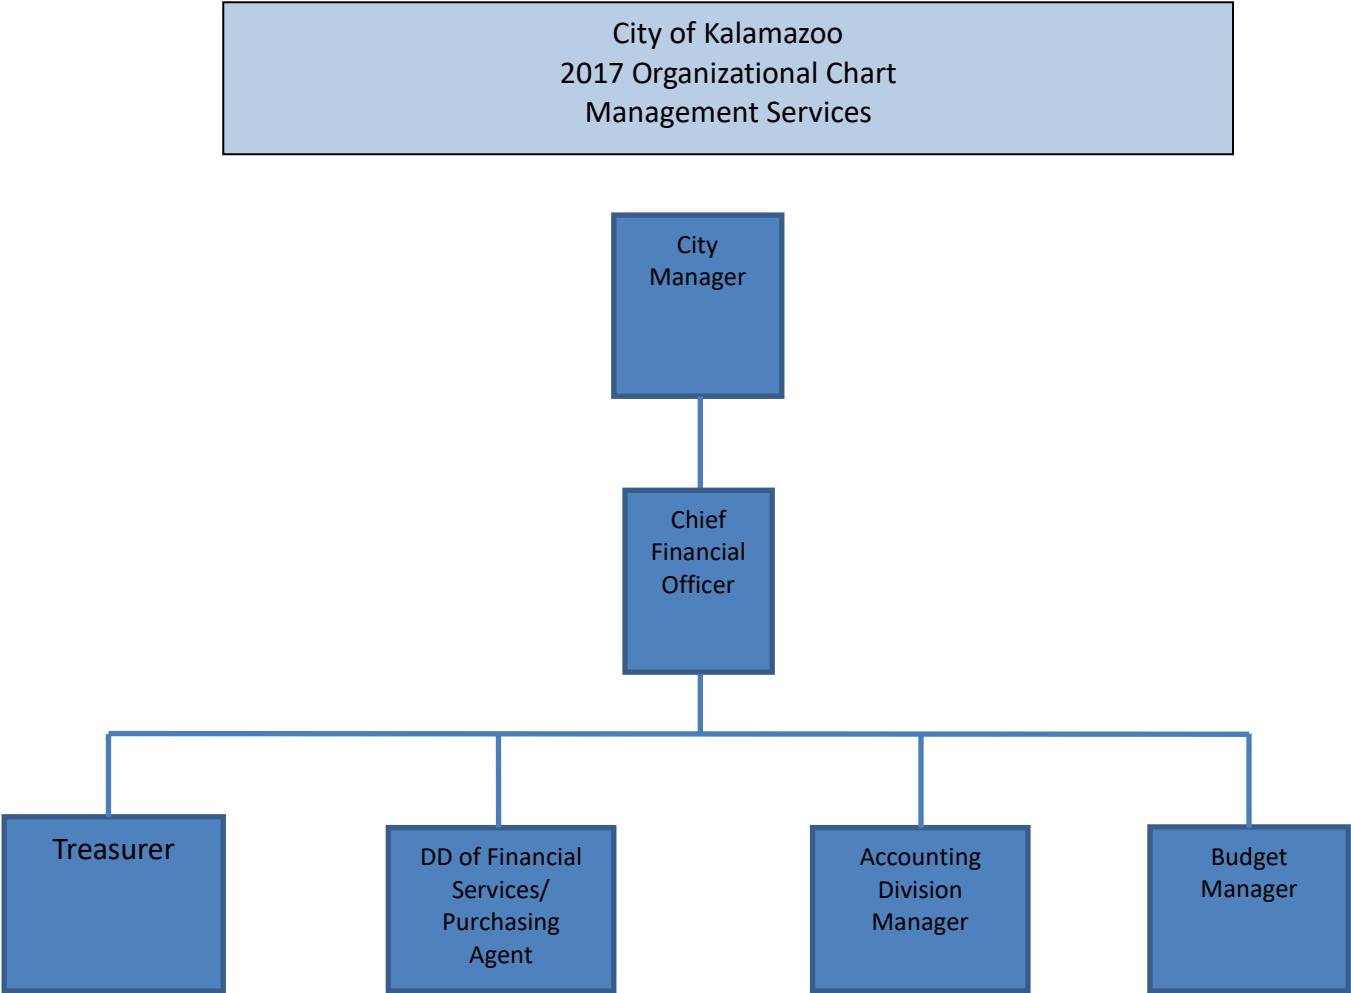 City of Kalamazoo
2017 Organizational Chart
Management Services
City
Manager
Chief
Financial
Officer
Treasurer
DD of Financial
Services/
Purchasing
Agent
Accounting
Division
Manager
Budget
Manager